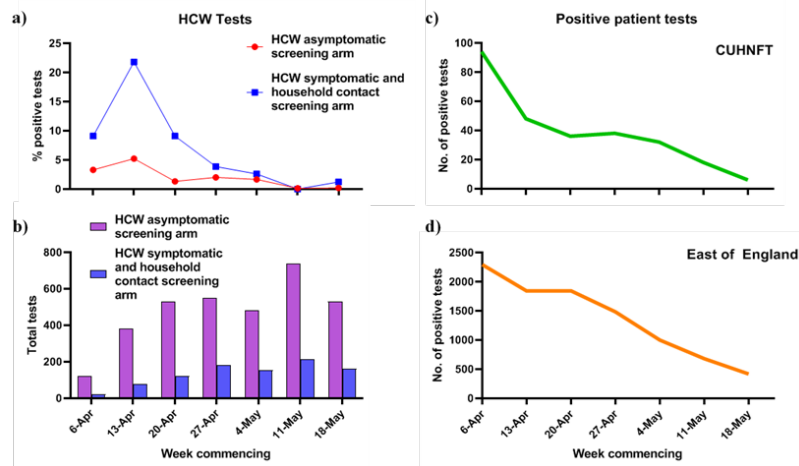 a)
HCW Tests
HCW asymptomatic
screening arm
HCW symptomatic and
household contact
screening arm
% positive tests
25
20
15
10
5
0
b)
HCW asymptomatic
screening arm
HCW symptomatic
and household
contact screening
arm
Total tests
800
600
400
200
0
6-Apr
13-Apr
20-Apr
27-Apr
4-May
11-May
18-May
Week commencing
c)
Positive patient tests
CUHNFT
No. of positive tests
100
80
60
40
20
0
d)
East of England
No. of positive tests
2500
2000
1500
1000
500
0
6-Apr
13-Apr
20-Apr
27-Apr
4-May
11-May
18-May
Week commencing